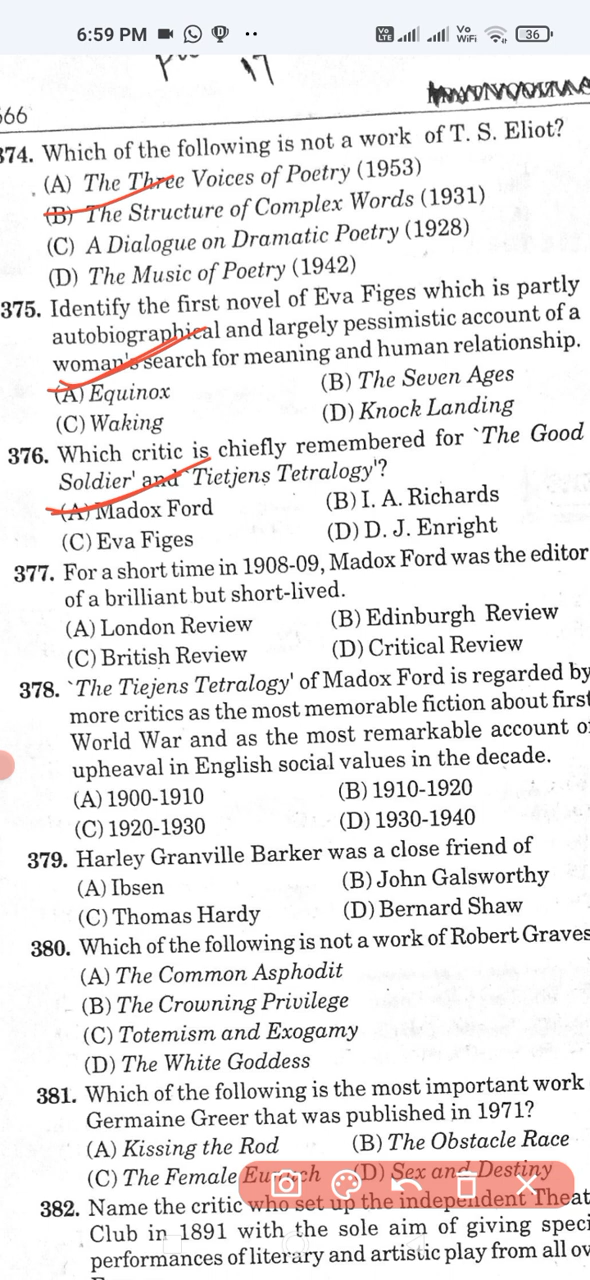 6:59 PM
Vo LTE
Vo WiFi
36
17
666
374. Which of the following is not a work of T. S. Eliot?
(A) The Three Voices of Poetry (1953)
(B) The Structure of Complex Words (1931)
(C) A Dialogue on Dramatic Poetry (1928)
(D) The Music of Poetry (1942)
375. Identify the first novel of Eva Figes which is partly
autobiographical and largely pessimistic account of a
woman's search for meaning and human relationship.
(A) Equinox (B) The Seven Ages
(C) Waking (D) Knock Landing
376. Which critic is chiefly remembered for `The Good
Soldier' and `Tietjens Tetralogy'?
(A) Madox Ford (B) I. A. Richards
(C) Eva Figes (D) D. J. Enright
377. For a short time in 1908-09, Madox Ford was the editor
of a brilliant but short-lived.
(A) London Review (B) Edinburgh Review
(C) British Review (D) Critical Review
378. `The Tiejens Tetralogy' of Madox Ford is regarded by
more critics as the most memorable fiction about first
World War and as the most remarkable account o
upheaval in English social values in the decade.
(A) 1900-1910 (B) 1910-1920
(C) 1920-1930 (D) 1930-1940
379. Harley Granville Barker was a close friend of
(A) Ibsen (B) John Galsworthy
(C) Thomas Hardy (D) Bernard Shaw
380. Which of the following is not a work of Robert Graves
(A) The Common Asphodit
(B) The Crowning Privilege
(C) Totemism and Exogamy
(D) The White Goddess
381. Which of the following is the most important work
Germaine Greer that was published in 1971?
(A) Kissing the Rod (B) The Obstacle Race
(C) The Female Eunuch (D) Sex and Destiny
382. Name the critic who set up the independent Theat
Club in 1891 with the sole aim of giving speci
performances of literary and artistic play from all ov